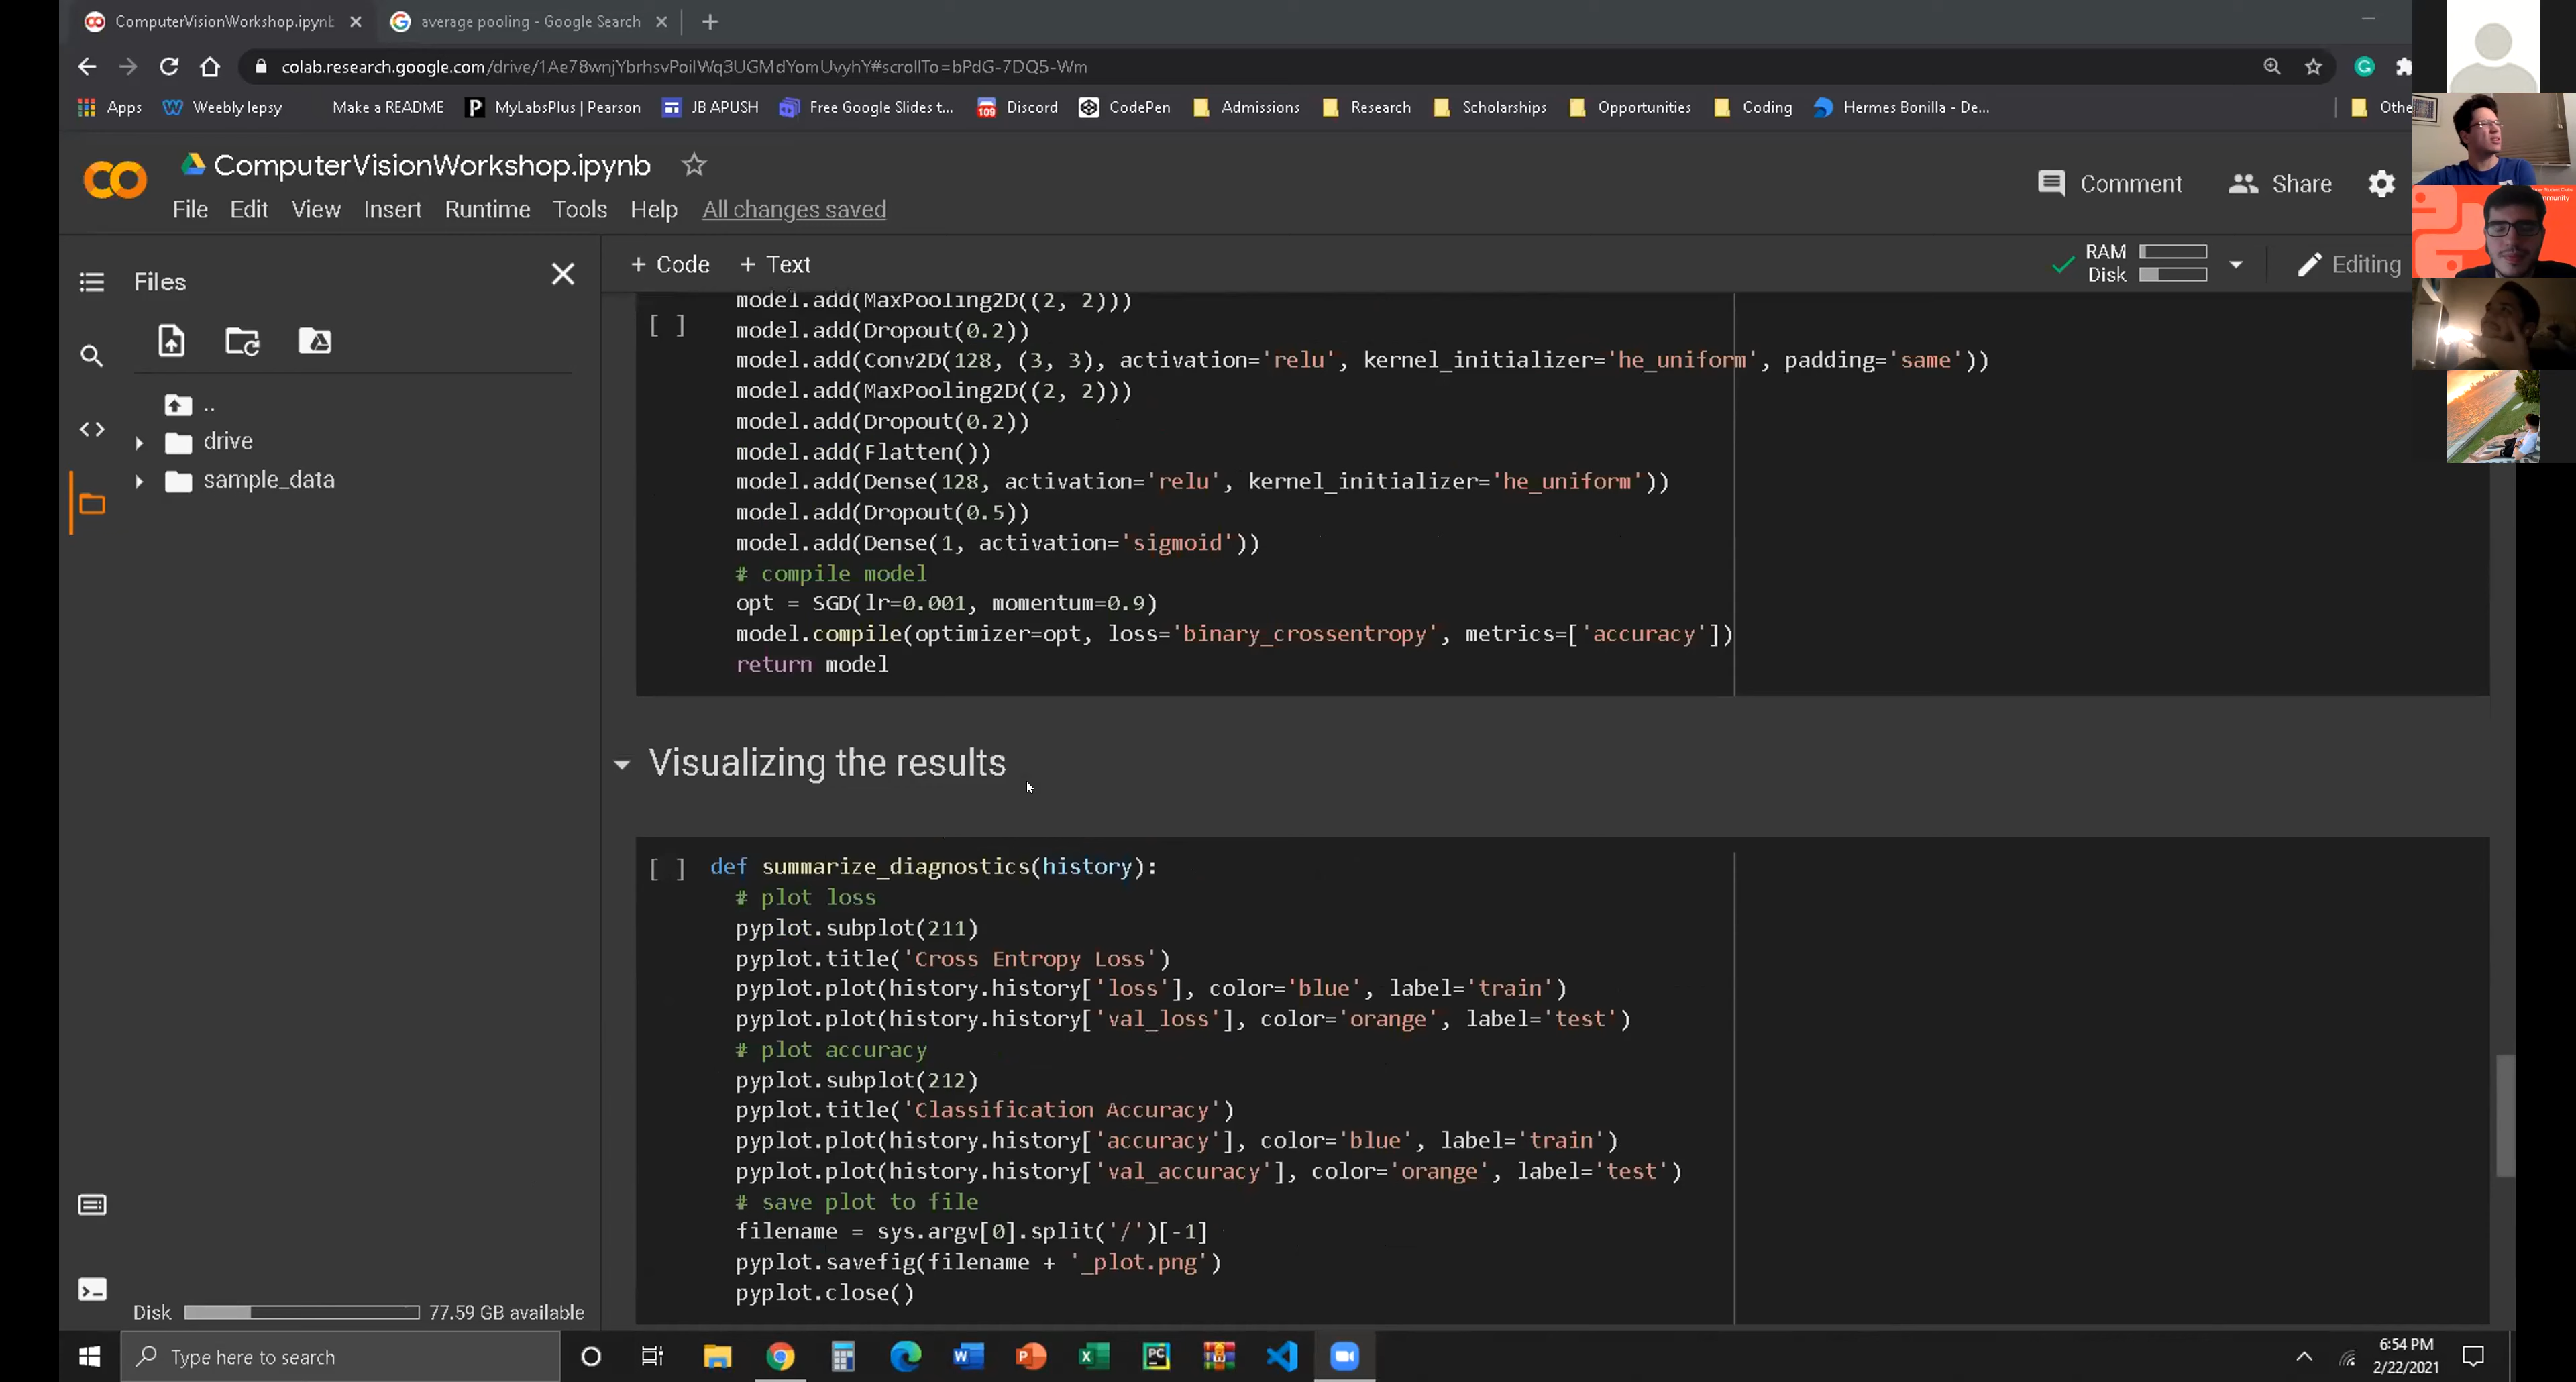 ComputerVisionWorkshop.ipynb
average pooling - Google Search
colab.research.google.com/drive/1Ae78wnjYbrhsvPoilWq3UGMdYomUvyhY#scrollTo=bPdG-7DQ5-Wm
Apps Weebly lepsy Make a README MyLabsPlus | Pearson JB APUSH Free Google Slides t... Discord CodePen Admissions Research Scholarships Opportunities Coding Hermes Bonilla - De... Othe
109
ComputerVisionWorkshop.ipynb
Comment Share
File Edit View Insert Runtime Tools Help All changes saved
+ Code + Text
RAM
Disk
Editing
Files
..
drive
sample_data
Disk 77.59 GB available
model.add(MaxPooling2D((2, 2)))
[ ]
model.add(Dropout(0.2))
model.add(Conv2D(128, (3, 3), activation='relu', kernel_initializer='he_uniform', padding='same'))
model.add(MaxPooling2D((2, 2)))
model.add(Dropout(0.2))
model.add(Flatten())
model.add(Dense(128, activation='relu', kernel_initializer='he_uniform'))
model.add(Dropout(0.5))
model.add(Dense(1, activation='sigmoid'))
# compile model
opt = SGD(lr=0.001, momentum=0.9)
model.compile(optimizer=opt, loss='binary_crossentropy', metrics=['accuracy'])
return model
Visualizing the results
[ ] def summarize_diagnostics(history):
# plot loss
pyplot.subplot(211)
pyplot.title('Cross Entropy Loss')
pyplot.plot(history.history['loss'], color='blue', label='train')
pyplot.plot(history.history['val_loss'], color='orange', label='test')
# plot accuracy
pyplot.subplot(212)
pyplot.title('Classification Accuracy')
pyplot.plot(history.history['accuracy'], color='blue', label='train')
pyplot.plot(history.history['val_accuracy'], color='orange', label='test')
# save plot to file
filename = sys.argv[0].split('/')[-1]
pyplot.savefig(filename + '_plot.png')
pyplot.close()
Type here to search
6:54 PM
2/22/2021